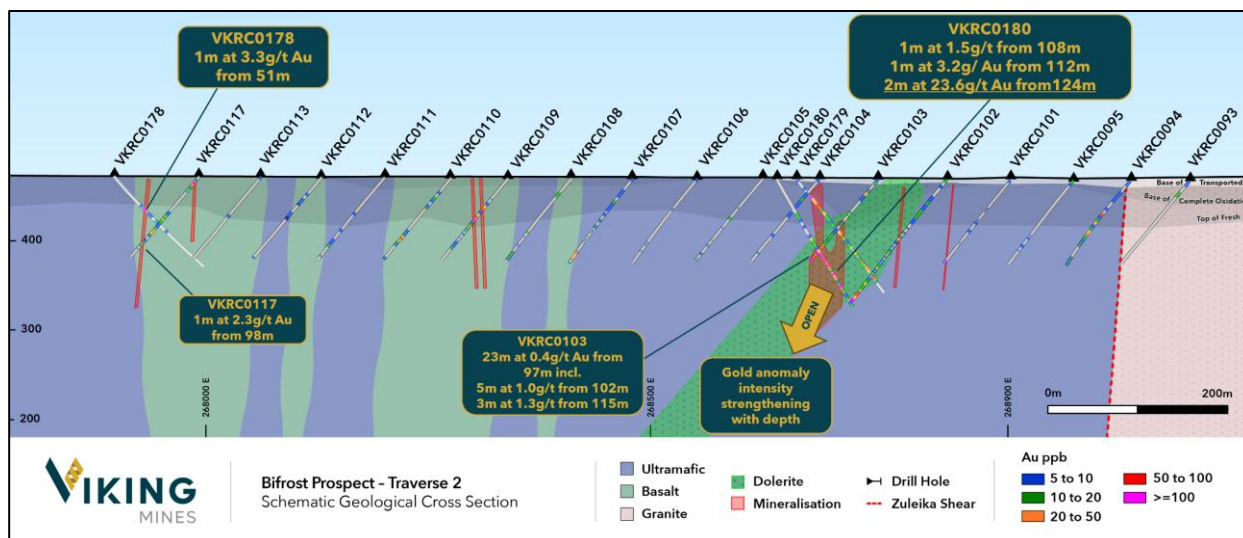 VKRC0178
1m at 3.3g/t Au
from 51m
VKRC0180
1m at 1.5g/t from 108m
1m at 3.2g/ Au from 112m
2m at 23.6g/t Au from124m
VKRC0178
VKRC0117
VKRC0113
VKRC0112
VKRC0111
VKRC0110
VKRC0109
VKRC0108
VKRC0107
VKRC0106
VKRC0105
VKRC0180
VKRC0179
VKRC0104
VKRC0103
VKRC0102
VKRC0101
VKRC0095
VKRC0094
VKRC0093
Base of Transported
Base of Complete Oxidation
Top of Fresh
400
300
200
VKRC0117
1m at 2.3g/t Au
from 98m
VKRC0103
23m at 0.4g/t Au from
97m incl.
5m at 1.0g/t from 102m
3m at 1.3g/t from 115m
OPEN
Gold anomaly
intensity
strengthening
with depth
268000 E
268500 E
268900 E
0m
200m
VIKING
MINES
Bifrost Prospect - Traverse 2
Schematic Geological Cross Section
Ultramafic
Basalt
Granite
Dolerite
Mineralisation
Drill Hole
Zuleika Shear
Au ppb
5 to 10
10 to 20
20 to 50
50 to 100
>=100